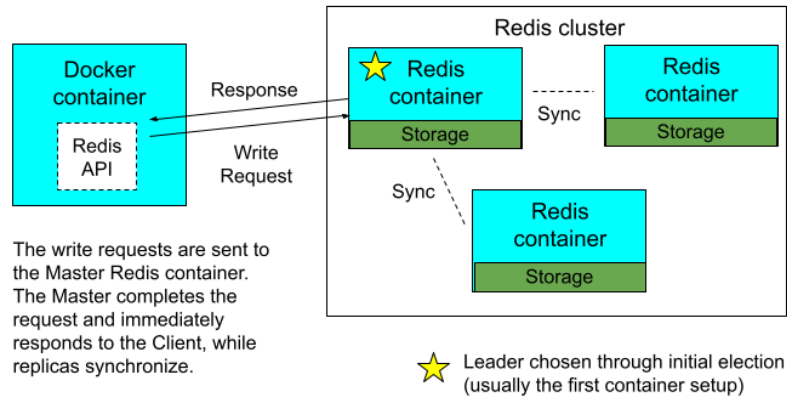 Redis cluster
Docker
container
Redis
API
Response
Write
Request
Redis
container
Storage
Sync
Redis
container
Storage
Sync
Redis
container
Storage
The write requests are sent to
the Master Redis container.
The Master completes the
request and immediately
responds to the Client, while
replicas synchronize.
Leader chosen through initial election
(usually the first container setup)